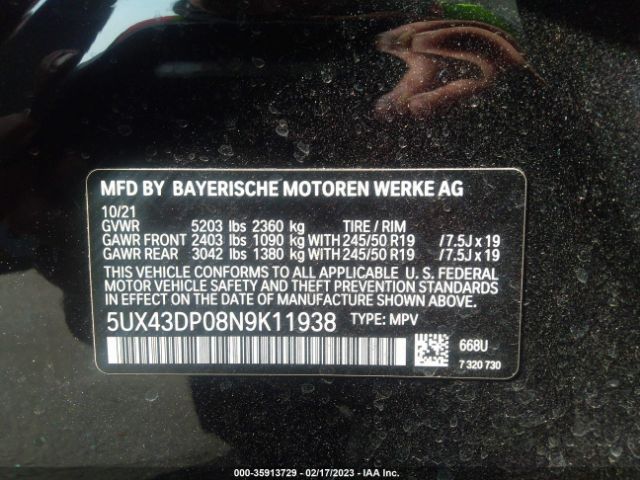 MFD BY BAYERISCHE MOTOREN WERKE AG
10/21
GVWR 5203 lbs 2360 kg TIRE / RIM
GAWR FRONT 2403 lbs 1090 kg WITH 245/50 R19 / 7.5J x 19
GAWR REAR 3042 lbs 1380 kg WITH 245/50 R19 / 7.5J x 19
THIS VEHICLE CONFORMS TO ALL APPLICABLE U. S. FEDERAL
MOTOR VEHICLE SAFETY AND THEFT PREVENTION STANDARDS
IN EFFECT ON THE DATE OF MANUFACTURE SHOWN ABOVE.
5UX43DP08N9K11938 TYPE: MPV
668U
7 320 730
000-35913729 - 02/17/2023 - IAA Inc.